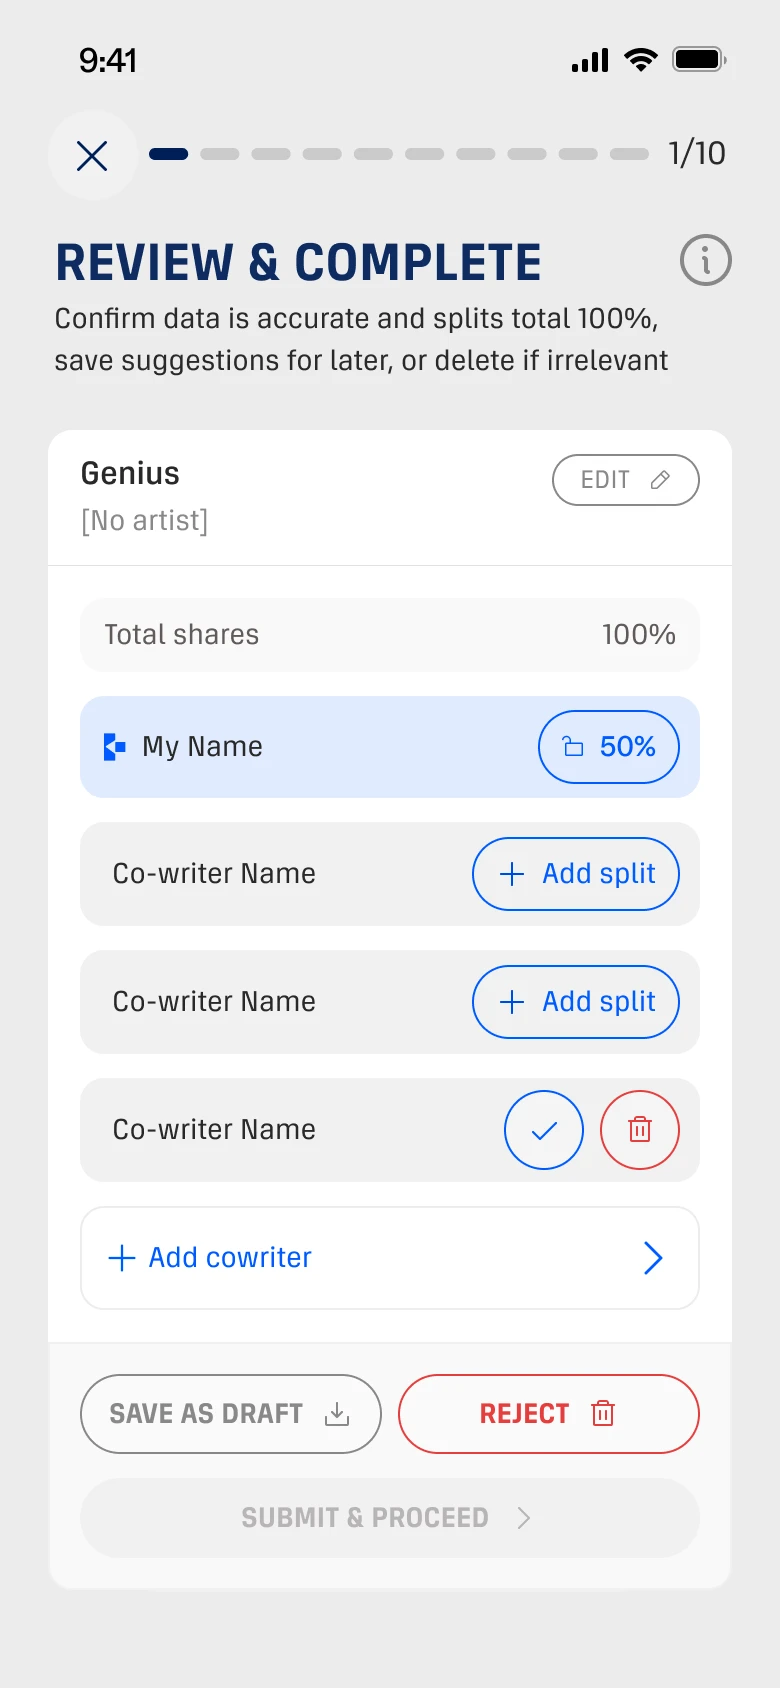 9:41
1/10
REVIEW & COMPLETE
Confirm data is accurate and splits total 100%,
save suggestions for later, or delete if irrelevant
Genius
EDIT
[No artist]
Total shares 100%
My Name 50%
Co-writer Name Add split
Co-writer Name Add split
Co-writer Name
Add cowriter
SAVE AS DRAFT REJECT
SUBMIT & PROCEED